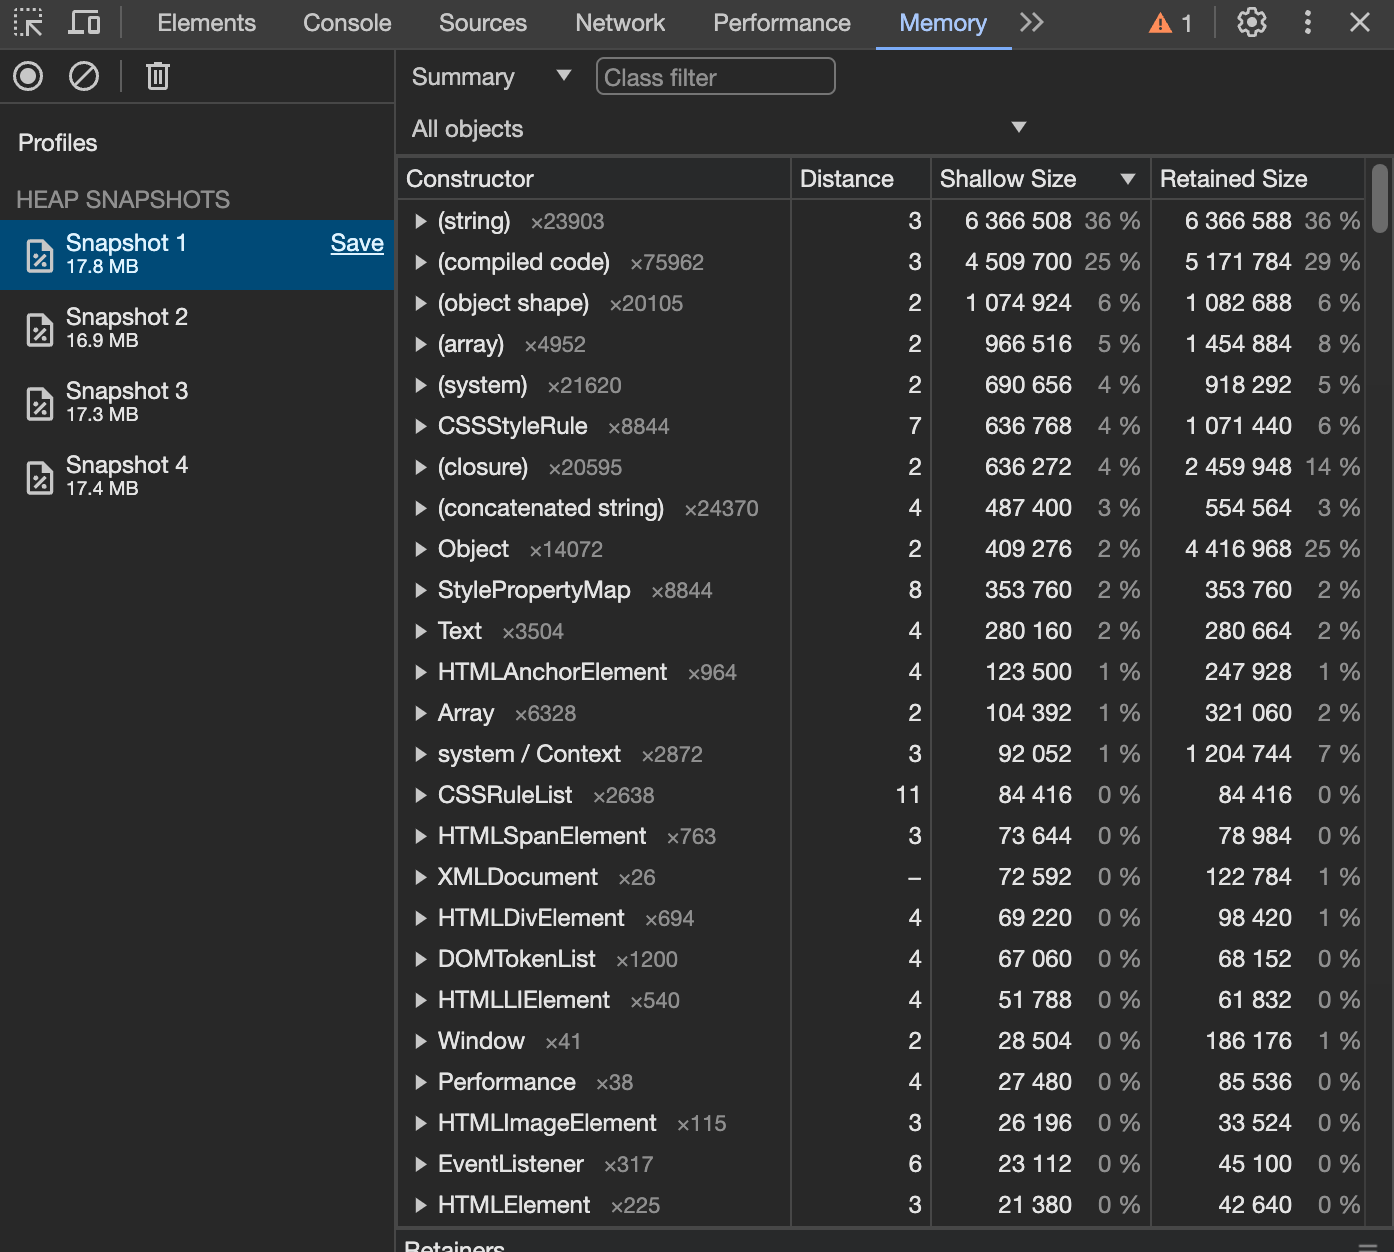 Elements Console Sources Network Performance Memory 1
Summary Class filter
All objects
Profiles
HEAP SNAPSHOTS
Snapshot 1 Save
17.8 MB
Snapshot 2
16.9 MB
Snapshot 3
17.3 MB
Snapshot 4
17.4 MB
Constructor Distance Shallow Size ▼ Retained Size
(string) ×23903 3 6 366 508 36 % 6 366 588 36 %
(compiled code) ×75962 3 4 509 700 25 % 5 171 784 29 %
(object shape) ×20105 2 1 074 924 6 % 1 082 688 6 %
(array) ×4952 2 966 516 5 % 1 454 884 8 %
(system) ×21620 2 690 656 4 % 918 292 5 %
CSSStyleRule ×8844 7 636 768 4 % 1 071 440 6 %
(closure) ×20595 2 636 272 4 % 2 459 948 14 %
(concatenated string) ×24370 4 487 400 3 % 554 564 3 %
Object ×14072 2 409 276 2 % 4 416 968 25 %
StylePropertyMap ×8844 8 353 760 2 % 353 760 2 %
Text ×3504 4 280 160 2 % 280 664 2 %
HTMLAnchorElement ×964 4 123 500 1 % 247 928 1 %
Array ×6328 2 104 392 1 % 321 060 2 %
system / Context ×2872 3 92 052 1 % 1 204 744 7 %
CSSRuleList ×2638 11 84 416 0 % 84 416 0 %
HTMLSpanElement ×763 3 73 644 0 % 78 984 0 %
XMLDocument ×26 – 72 592 0 % 122 784 1 %
HTMLDivElement ×694 4 69 220 0 % 98 420 1 %
DOMTokenList ×1200 4 67 060 0 % 68 152 0 %
HTMLLIElement ×540 4 51 788 0 % 61 832 0 %
Window ×41 2 28 504 0 % 186 176 1 %
Performance ×38 4 27 480 0 % 85 536 0 %
HTMLImageElement ×115 3 26 196 0 % 33 524 0 %
EventListener ×317 6 23 112 0 % 45 100 0 %
HTMLElement ×225 3 21 380 0 % 42 640 0 %
Retainers